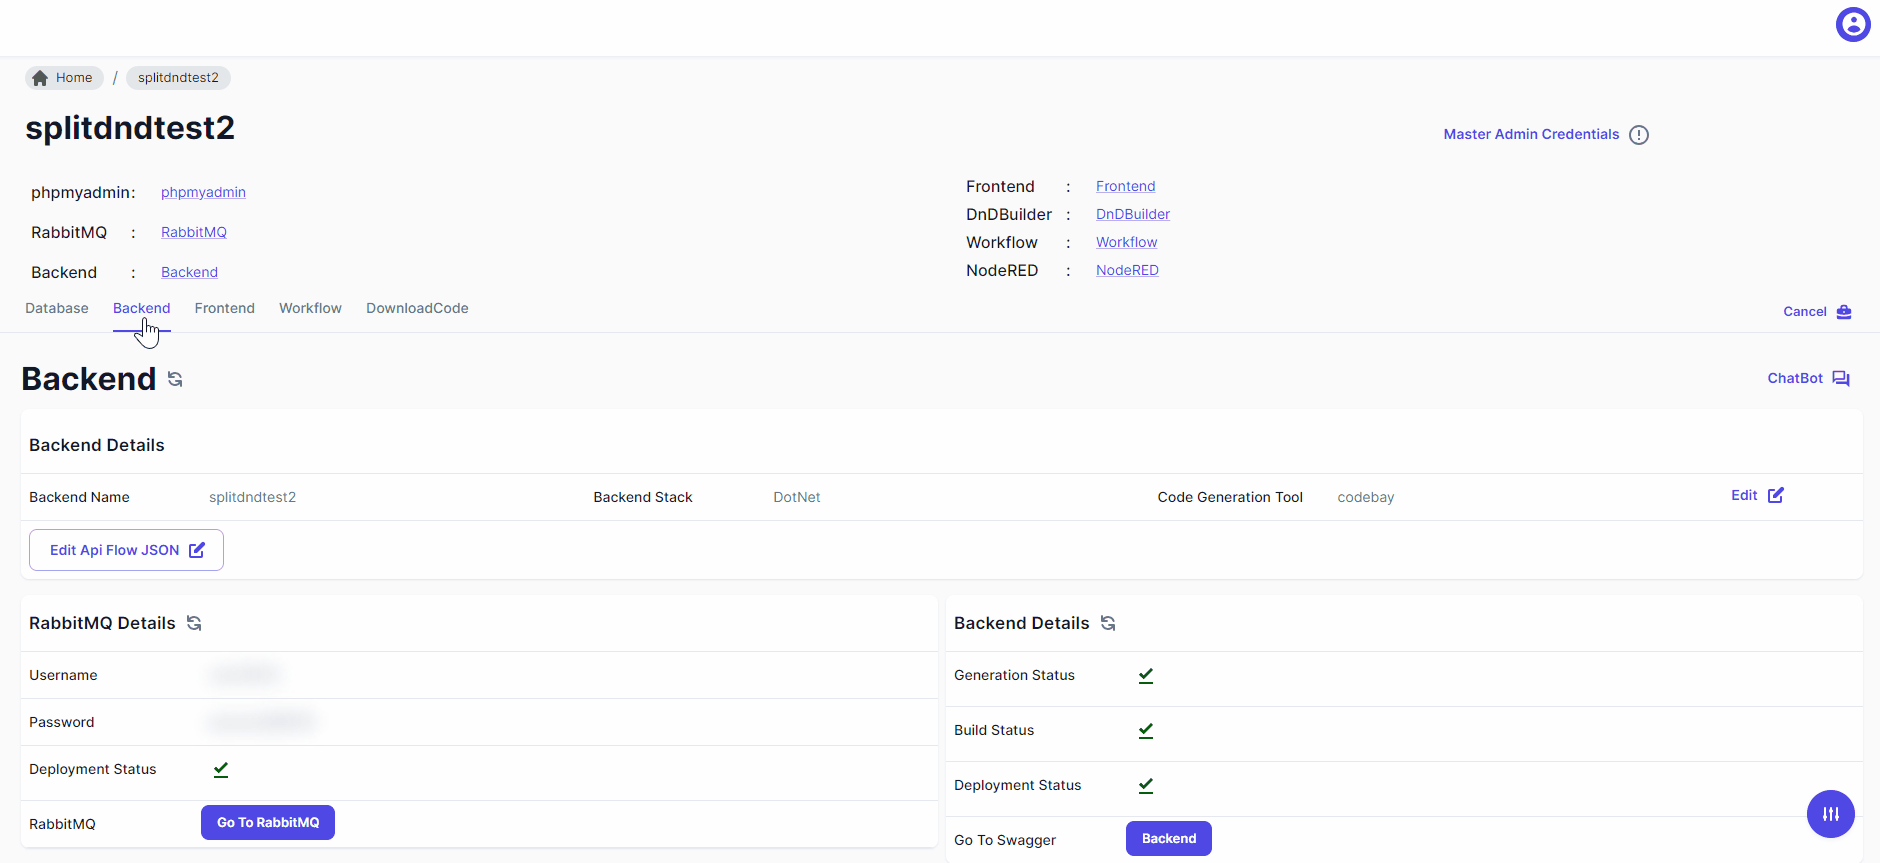 Home / splitdndtest2
splitdndtest2
Master Admin Credentials
phpmyadmin : phpmyadmin
RabbitMQ : RabbitMQ
Backend : Backend
Frontend : Frontend
DnDBuilder : DnDBuilder
Workflow : Workflow
NodeRED : NodeRED
Database Backend Frontend Workflow DownloadCode
Cancel
Backend
ChatBot
Backend Details
Backend Name splitdndtest2 Backend Stack DotNet Code Generation Tool codebay Edit
Edit Api Flow JSON
RabbitMQ Details
Username
Password
Deployment Status
RabbitMQ Go To RabbitMQ
Backend Details
Generation Status
Build Status
Deployment Status
Go To Swagger Backend